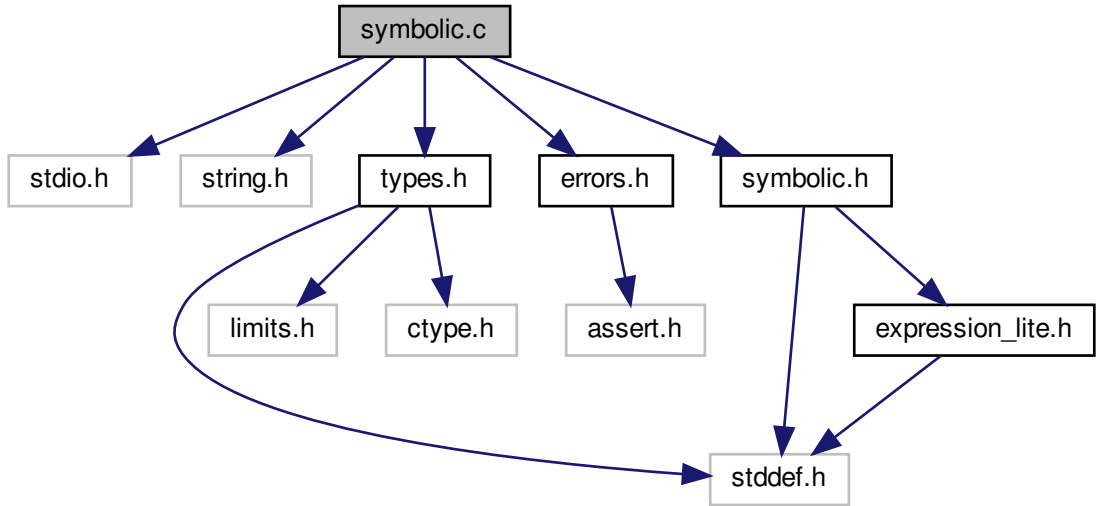 symbolic.c
stdio.h
string.h
types.h
errors.h
symbolic.h
limits.h
ctype.h
assert.h
expression_lite.h
stddef.h